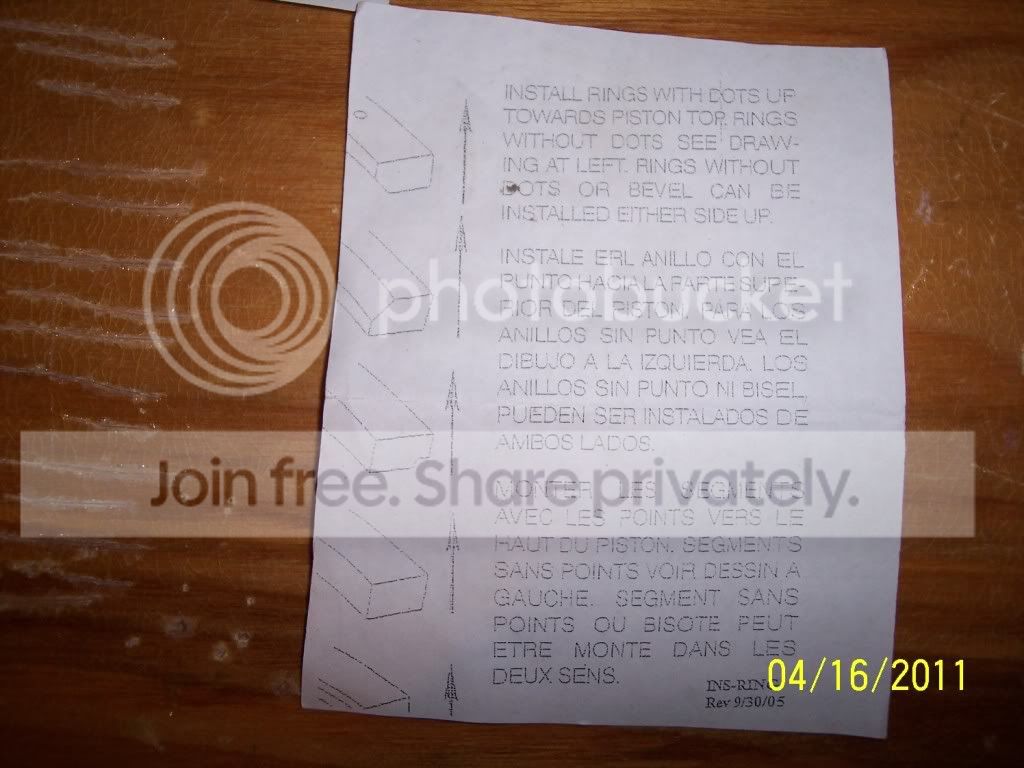 INSTALL RINGS WITH DOTS UP
TOWARDS PISTON TOP. RINGS
WITHOUT DOTS SEE DRAW-
ING AT LEFT. RINGS WITHOUT
DOTS OR BEVEL CAN BE
INSTALLED EITHER SIDE UP.
INSTALE ERL ANILLO CON EL
PUNTO HACIA LA PARTE SUPE-
RIOR DEL PISTON. PARA LOS
ANILLOS SIN PUNTO VEA EL
DIBUJO A LA IZQUIERDA. LOS
ANILLOS SIN PUNTO NI BISEL,
PUEDEN SER INSTALADOS DE
AMBOS LADOS.
MONTER LES SEGMENTS
AVEC LES POINTS VERS LE
HAUT DU PISTON. SEGMENTS
SANS POINTS VOIR DESSIN A
GAUCHE. SEGMENT SANS
POINTS OU BISOTE PEUT
ETRE MONTE DANS LES
DEUX SENS.
INS-RING
Rev 9/30/05
04/16/2011
photobucket
Join free. Share privately.